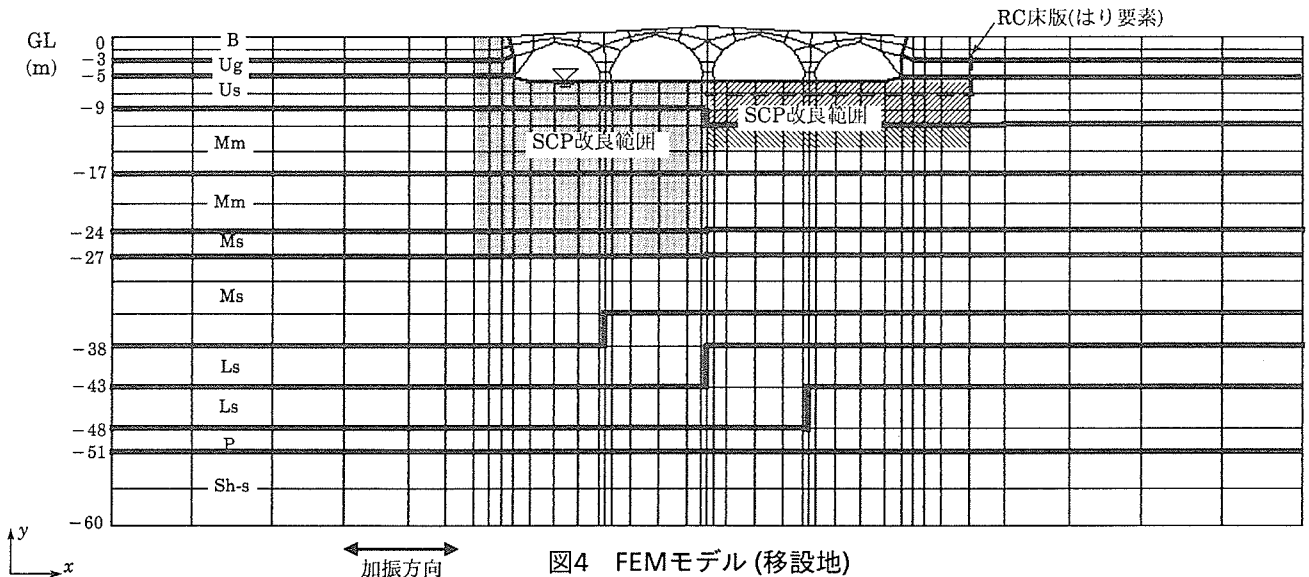 RC床版(はり要素)
GL
(m)
0
B
-3
Ug
-5
Us
-9
SCP改良範囲
SCP改良範囲
Mm
-17
Mm
-24
Ms
-27
Ms
-38
Ls
-43
Ls
-48
P
-51
Sh-s
-60
y
x
加振方向
図4 FEMモデル (移設地)